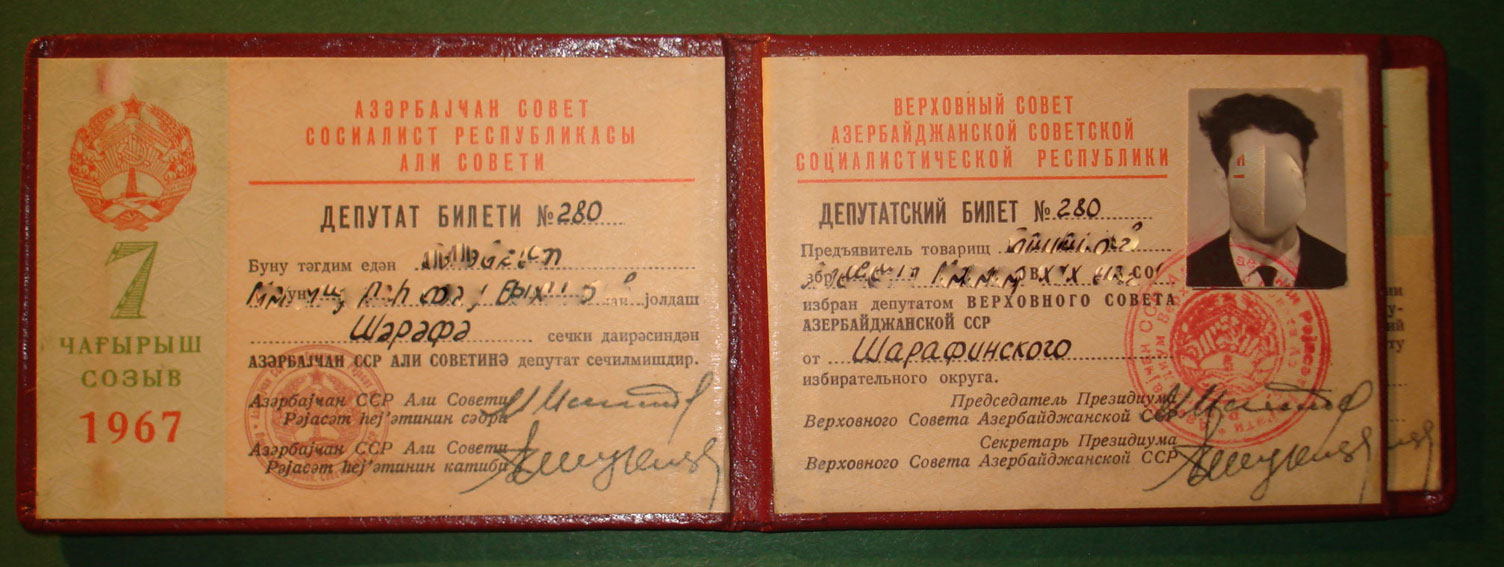 7
ЧАҒЫРЫШ
СОЗЫВ
1967
АЗӘРБАЈҸАН СОВЕТ
СОСИАЛИСТ РЕСПУБЛИКАСЫ
АЛИ СОВЕТИ
ДЕПУТАТ БИЛЕТИ №280
Буну тәгдим едән
јолдаш
Шәрәфә сечки даирәсиндән
АЗӘРБАЈҸАН ССР АЛИ СОВЕТИНӘ депутат сечилмишдир.
Азәрбајҹан ССР Али Совети
Рәјасәт һеј'әтинин сәдри
Азәрбајҹан ССР Али Совети
Рәјасәт һеј'әтинин катиби
ВЕРХОВНЫЙ СОВЕТ
АЗЕРБАЙДЖАНСКОЙ СОВЕТСКОЙ
СОЦИАЛИСТИЧЕСКОЙ РЕСПУБЛИКИ
ДЕПУТАТСКИЙ БИЛЕТ №280
Предъявитель товарищ
избран депутатом ВЕРХОВНОГО СОВЕТА
АЗЕРБАЙДЖАНСКОЙ ССР
от Шарафинского
избирательного округа.
Председатель Президиума
Верховного Совета Азербайджанской ССР
Секретарь Президиума
Верховного Совета Азербайджанской ССР